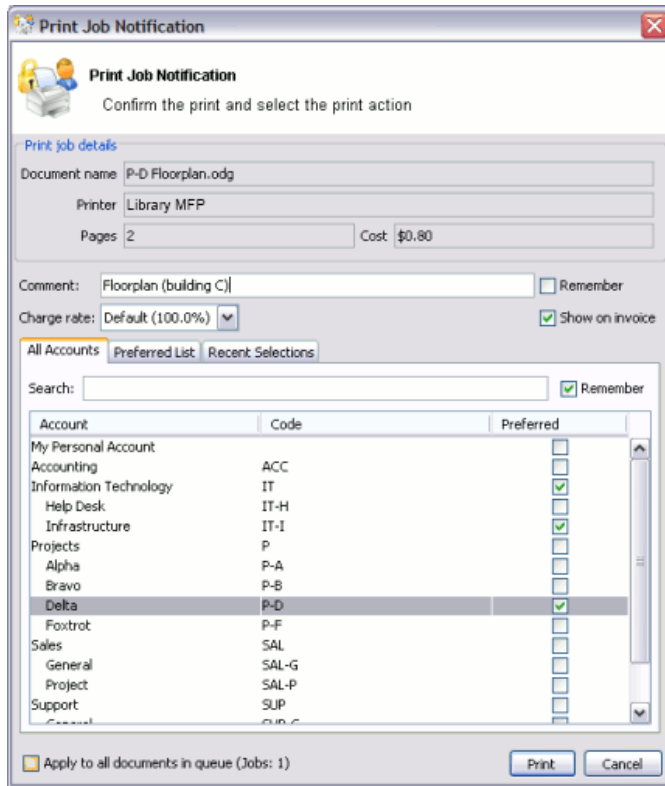 Print Job Notification
Print Job Notification
Confirm the print and select the print action
Print job details
Document name P-D Floorplan.odg
Printer Library MFP
Pages 2 Cost $0.80
Comment: Floorplan (building C) Remember
Charge rate: Default (100.0%) Show on invoice
All Accounts Preferred List Recent Selections
Search: Remember
Account Code Preferred
My Personal Account
Accounting ACC
Information Technology IT
Help Desk IT-H
Infrastructure IT-I
Projects P
Alpha P-A
Bravo P-B
Delta P-D
Foxtrot P-F
Sales SAL
General SAL-G
Project SAL-P
Support SUP
General SUP-G
Apply to all documents in queue (Jobs: 1) Print Cancel